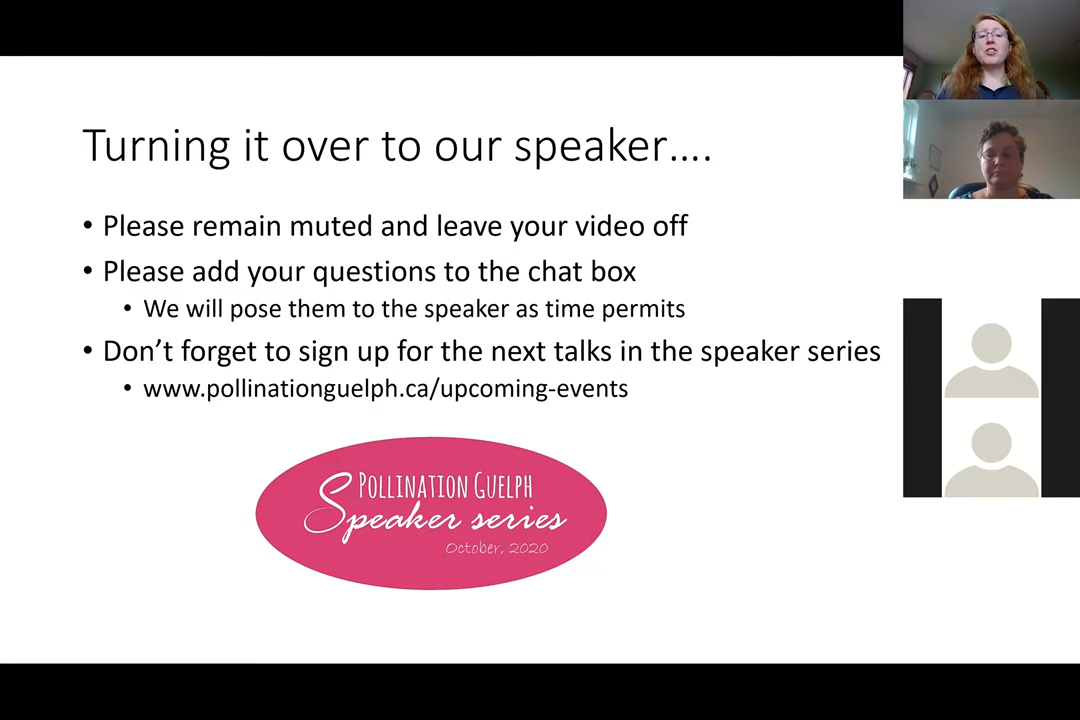 Turning it over to our speaker….
• Please remain muted and leave your video off
• Please add your questions to the chat box
• We will pose them to the speaker as time permits
• Don’t forget to sign up for the next talks in the speaker series
• www.pollinationguelph.ca/upcoming-events
POLLINATION GUELPH
Speaker series
October, 2020